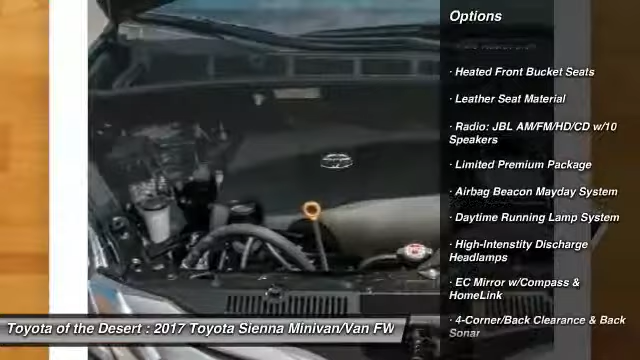 Options
· Heated Front Bucket Seats
· Leather Seat Material
· Radio: JBL AM/FM/HD/CD w/10
Speakers
· Limited Premium Package
· Airbag Beacon Mayday System
· Daytime Running Lamp System
· High-Intenstity Discharge
Headlamps
· EC Mirror w/Compass &
HomeLink
· 4-Corner/Back Clearance & Back
Sonar
Toyota of the Desert : 2017 Toyota Sienna Minivan/Van FW